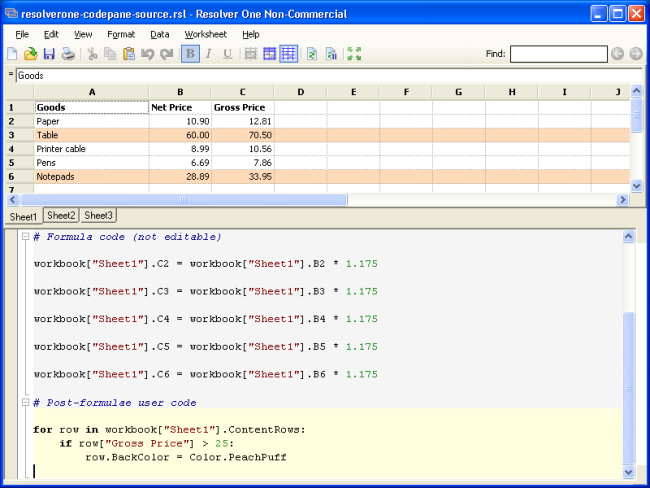 resolverone-codepane-source.rsl - Resolver One Non-Commercial
File Edit View Format Data Worksheet Help
B I U Find:
= Goods
A B C D E F G H I J
1 Goods Net Price Gross Price
2 Paper 10.90 12.81
3 Table 60.00 70.50
4 Printer cable 8.99 10.56
5 Pens 6.69 7.86
6 Notepads 28.89 33.95
7
Sheet1 Sheet2 Sheet3
# Formula code (not editable)
workbook["Sheet1"].C2 = workbook["Sheet1"].B2 * 1.175
workbook["Sheet1"].C3 = workbook["Sheet1"].B3 * 1.175
workbook["Sheet1"].C4 = workbook["Sheet1"].B4 * 1.175
workbook["Sheet1"].C5 = workbook["Sheet1"].B5 * 1.175
workbook["Sheet1"].C6 = workbook["Sheet1"].B6 * 1.175
# Post-formulae user code
for row in workbook["Sheet1"].ContentRows:
    if row["Gross Price"] > 25:
        row.BackColor = Color.PeachPuff